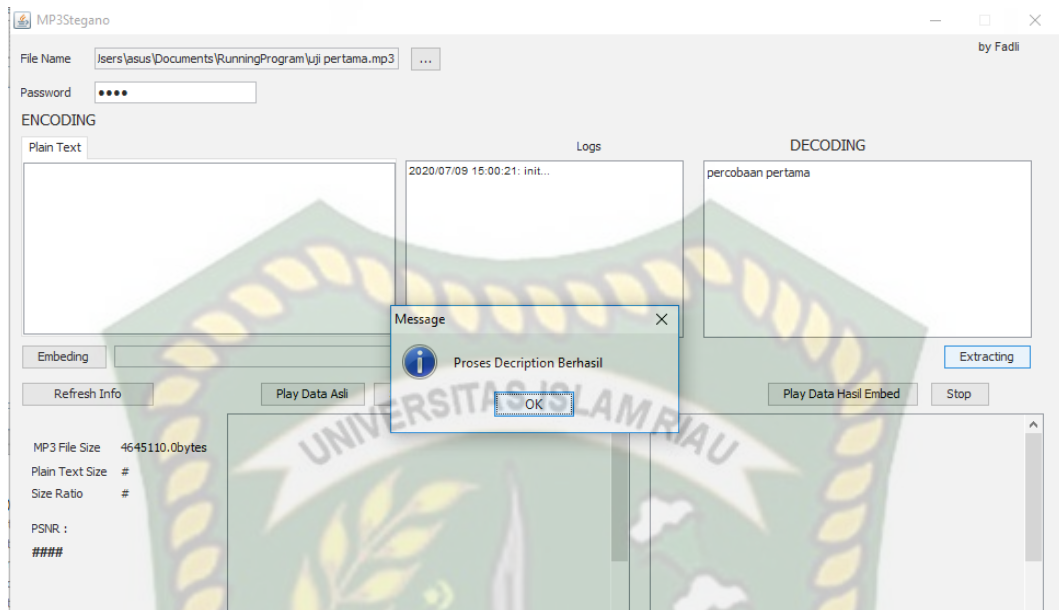 MP3Stegano
by Fadli
File Name Jsers\asus\Documents\RunningProgram\uji pertama.mp3 ...
Password ••••
ENCODING
Plain Text
Logs
DECODING
2020/07/09 15:00:21: init...
percobaan pertama
Message
Proses Decription Berhasil
OK
Embeding
Extracting
Refresh Info
Play Data Asli
Play Data Hasil Embed
Stop
UNIVERSITAS ISLAM RIAU
MP3 File Size 4645110.0bytes
Plain Text Size #
Size Ratio #
PSNR :
####